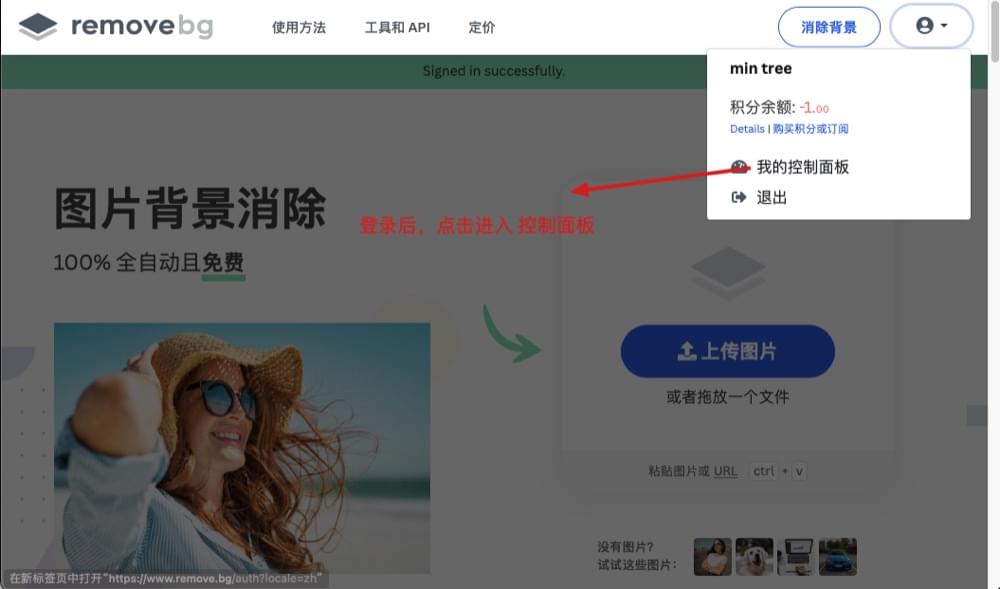 removebg
使用方法 工具和 API 定价 消除背景
Signed in successfully.
min tree
积分余额: -1.00
Details | 购买积分或订阅
我的控制面板
退出
图片背景消除
登录后，点击进入 控制面板
100% 全自动且免费
上传图片
或者拖放一个文件
粘贴图片或 URL ctrl + v
没有图片?
试试这些图片:
在新标签页中打开"https://www.remove.bg/auth?locale=zh"